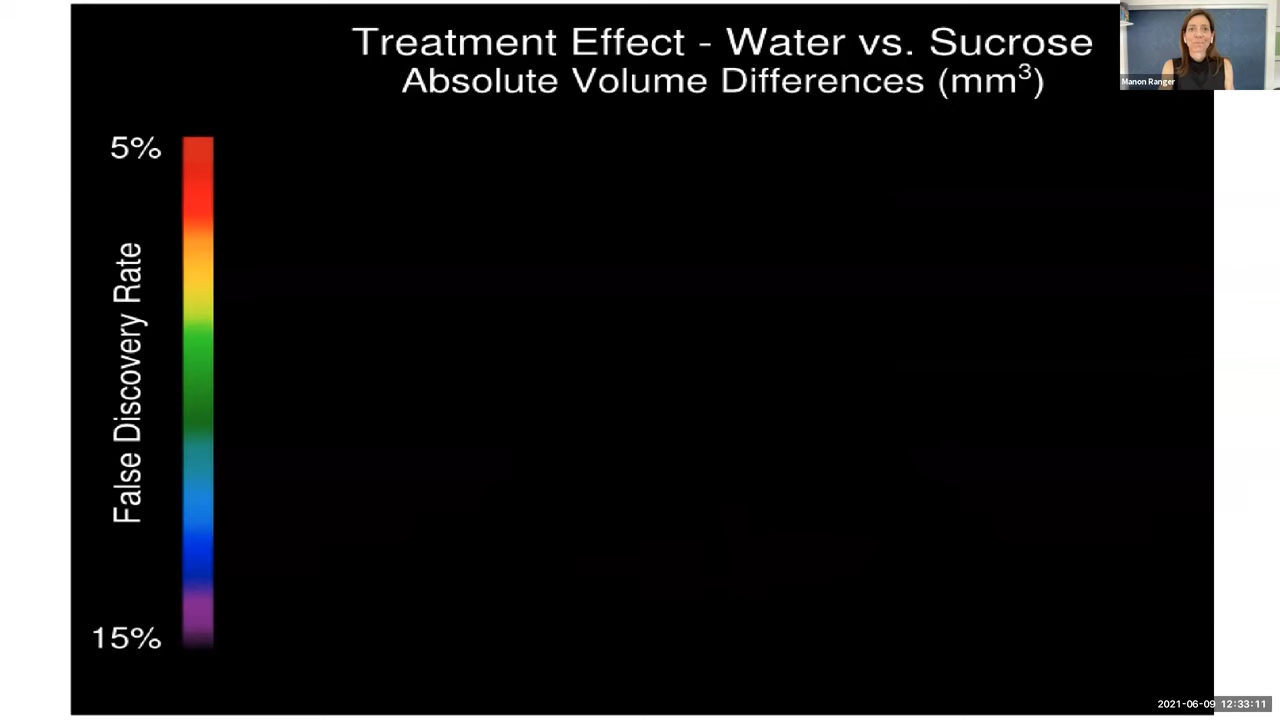 Treatment Effect - Water vs. Sucrose
Absolute Volume Differences (mm³)
Manon Ranger
5%
False Discovery Rate
15%
2021-06-09 12:33:11